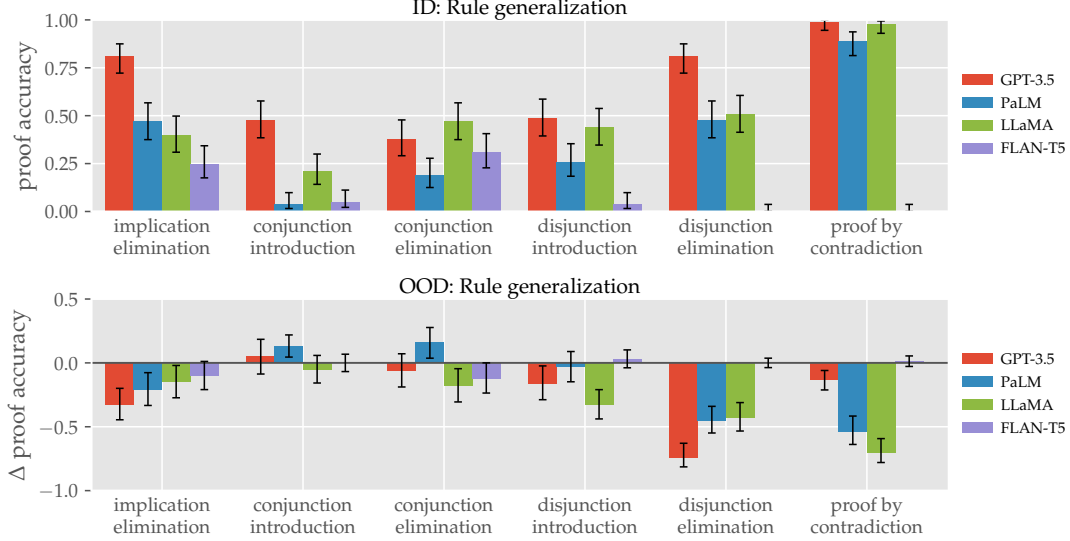 ID: Rule generalization
proof accuracy
1.00
0.75
0.50
0.25
0.00
implication elimination
conjunction introduction
conjunction elimination
disjunction introduction
disjunction elimination
proof by contradiction
GPT-3.5
PaLM
LLaMA
FLAN-T5
OOD: Rule generalization
Δ proof accuracy
0.5
0.0
−0.5
−1.0
implication elimination
conjunction introduction
conjunction elimination
disjunction introduction
disjunction elimination
proof by contradiction
GPT-3.5
PaLM
LLaMA
FLAN-T5